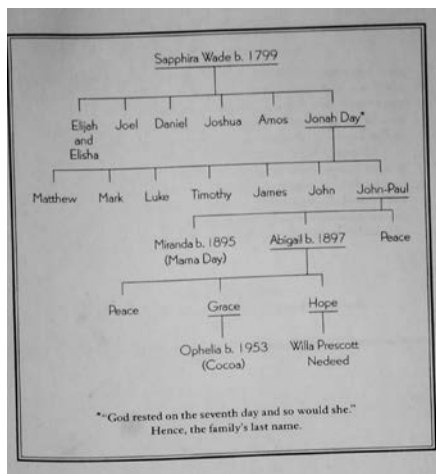 Sapphira Wade b. 1799
Elijah and Elisha Joel Daniel Joshua Amos Jonah Day*
Matthew Mark Luke Timothy James John John-Paul
Miranda b. 1895 (Mama Day) Abigail b. 1897 Peace
Peace Grace Hope
Ophelia b. 1953 (Cocoa) Willa Prescott Nedeed
*"God rested on the seventh day and so would she."
Hence, the family's last name.